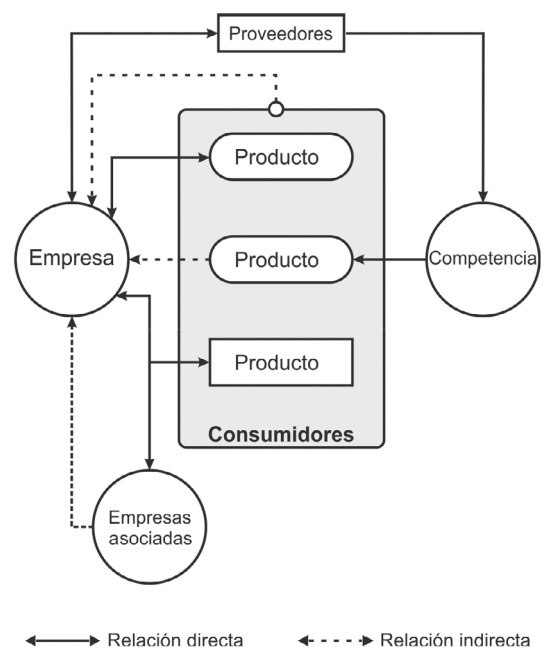 Proveedores
Producto
Empresa
Producto
Competencia
Producto
Consumidores
Empresas
asociadas
Relación directa
Relación indirecta